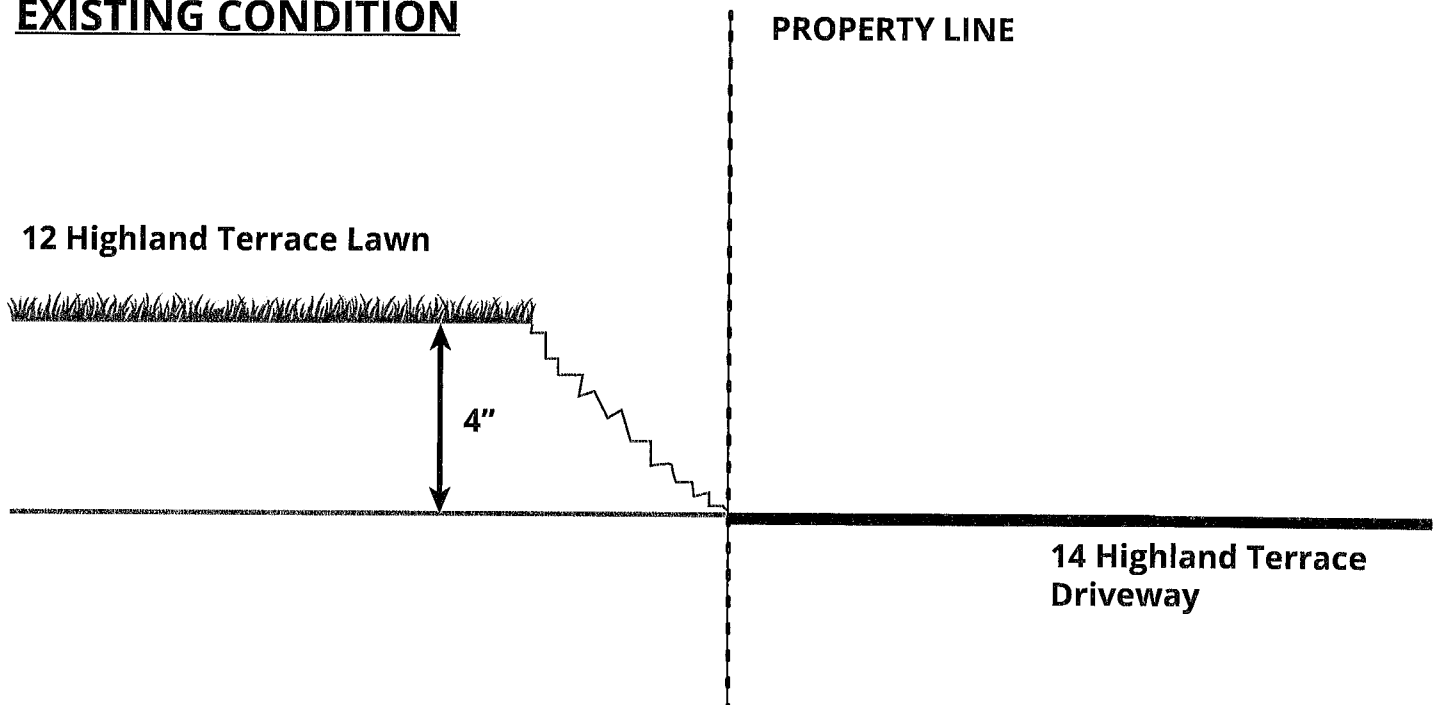 EXISTING CONDITION
PROPERTY LINE
12 Highland Terrace Lawn
4”
14 Highland Terrace
Driveway